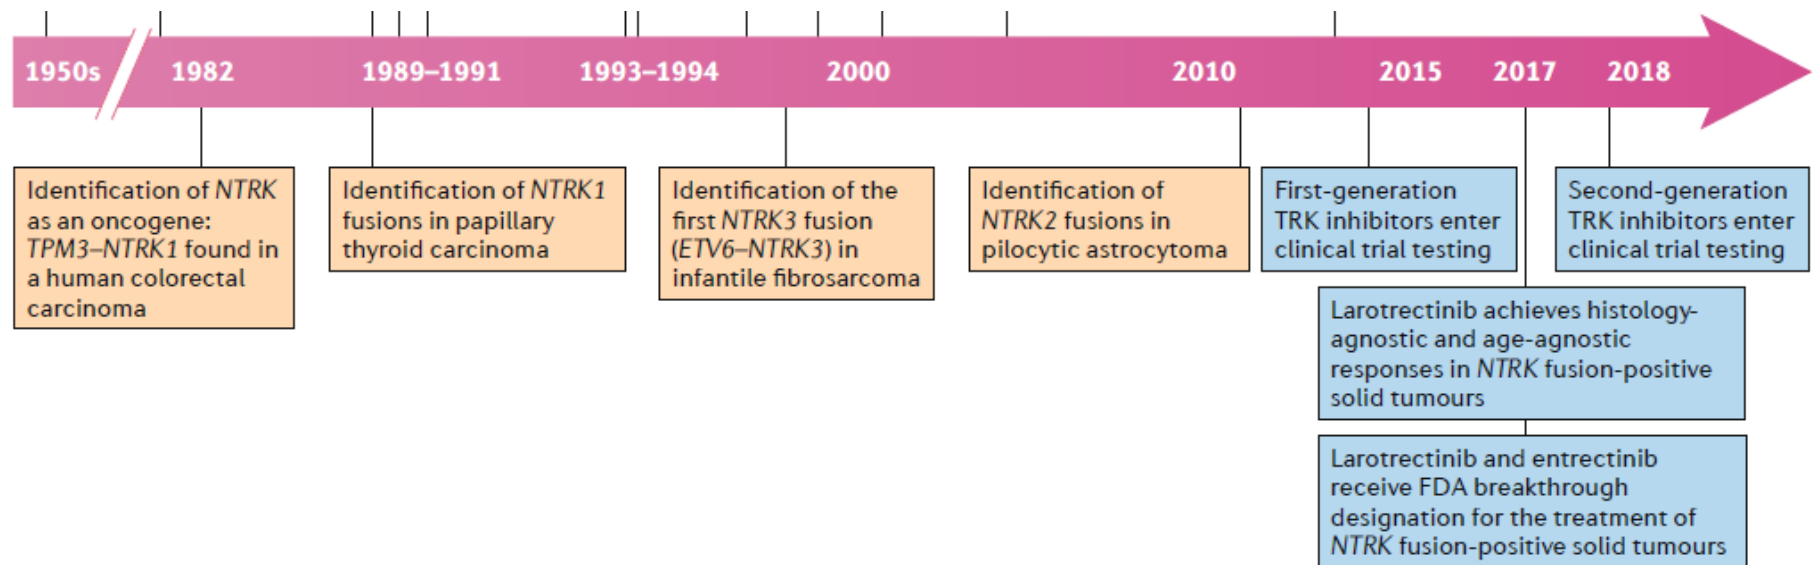 1950s 1982 1989–1991 1993–1994 2000 2010 2015 2017 2018
Identification of NTRK
as an oncogene:
TPM3–NTRK1 found in
a human colorectal
carcinoma
Identification of NTRK1
fusions in papillary
thyroid carcinoma
Identification of the
first NTRK3 fusion
(ETV6–NTRK3) in
infantile fibrosarcoma
Identification of
NTRK2 fusions in
pilocytic astrocytoma
First-generation
TRK inhibitors enter
clinical trial testing
Second-generation
TRK inhibitors enter
clinical trial testing
Larotrectinib achieves histology-
agnostic and age-agnostic
responses in NTRK fusion-positive
solid tumours
Larotrectinib and entrectinib
receive FDA breakthrough
designation for the treatment of
NTRK fusion-positive solid tumours